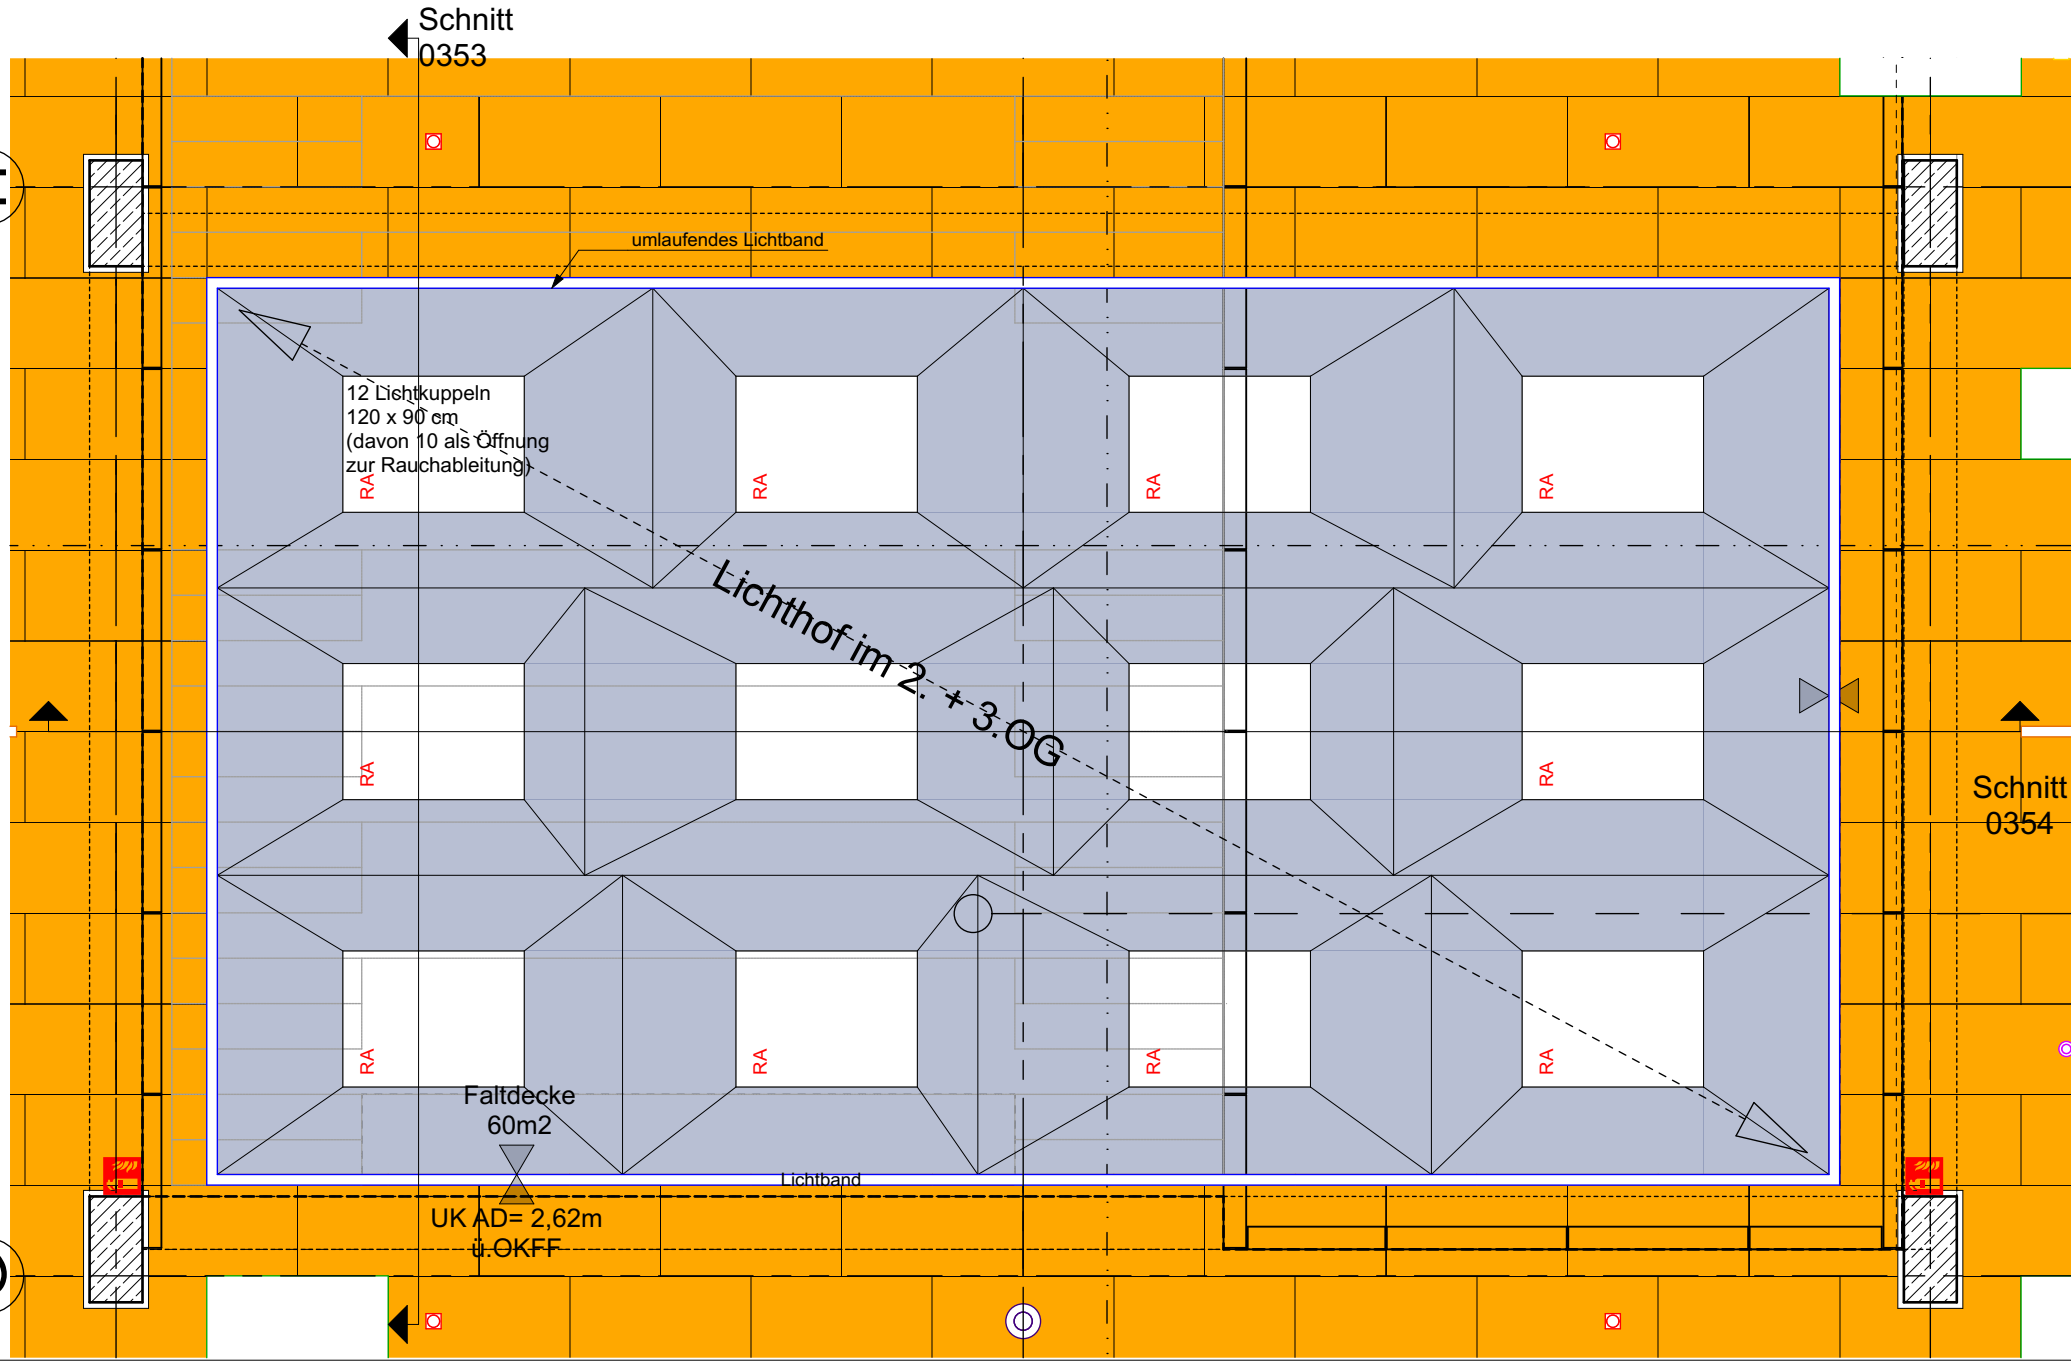 Schnitt
0353
umlaufendes Lichtband
12 Lichtkuppeln
120 x 90 cm
(davon 10 als Öffnung
zur Rauchableitung)
RA
RA
RA
RA
Lichthof im 2. + 3.OG
RA
RA
Schnitt
0354
RA
RA
RA
RA
Faltdecke
60m2
Lichtband
UK AD= 2,62m
ü.OKFF